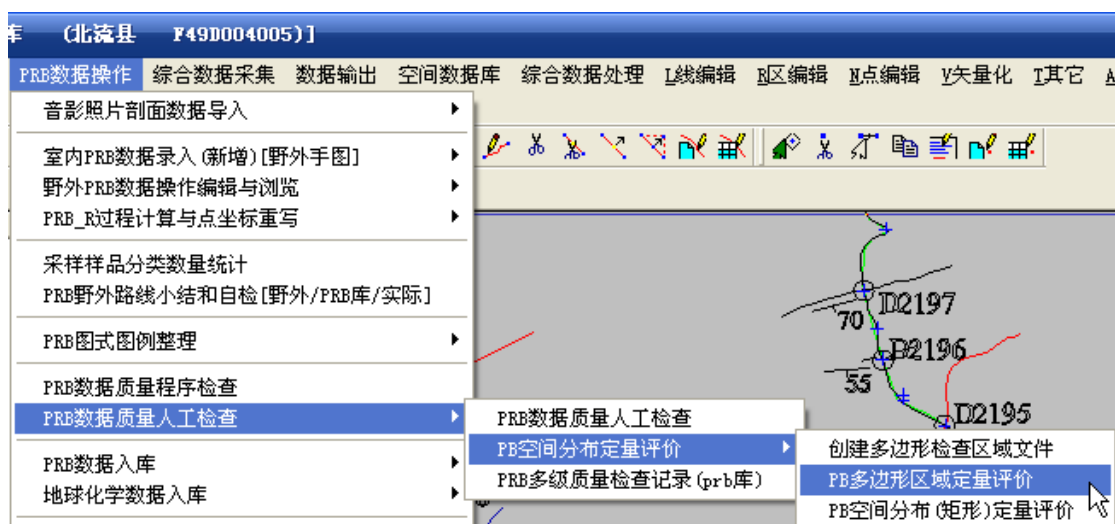 库 (北流县 F49D004005)]
PRB数据操作 综合数据采集 数据输出 空间数据库 综合数据处理 L线编辑 R区编辑 N点编辑 V矢量化 T其它
音影照片剖面数据导入
室内PRB数据录入(新增)[野外手图]
野外PRB数据操作编辑与浏览
PRB_R过程计算与点坐标重写
采样样品分类数量统计
PRB野外路线小结和自检[野外/PRB库/实际]
PRB图式图例整理
PRB数据质量程序检查
PRB数据质量人工检查
PRB数据入库
地球化学数据入库
PRB数据质量人工检查
PB空间分布定量评价
PRB多级质量检查记录(prb库)
创建多边形检查区域文件
PB多边形区域定量评价
PB空间分布(矩形)定量评价
D2197
70
D2196
55
D2195